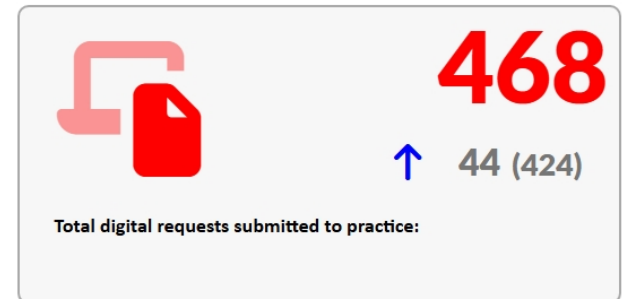 468
↑ 44 (424)
Total digital requests submitted to practice: